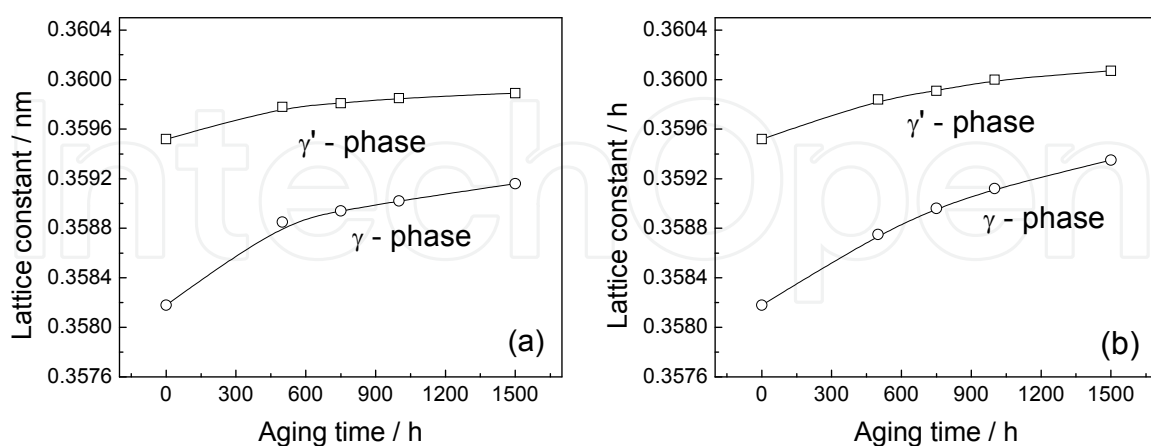 0.3604
0.3600
0.3596
0.3592
0.3588
0.3584
0.3580
0.3576
Lattice constant / nm
γ' - phase
γ - phase
(a)
0 300 600 900 1200 1500
Aging time / h
0.3604
0.3600
0.3596
0.3592
0.3588
0.3584
0.3580
0.3576
Lattice constant / h
γ' - phase
γ - phase
(b)
0 300 600 900 1200 1500
Aging time / h
IntechOpen